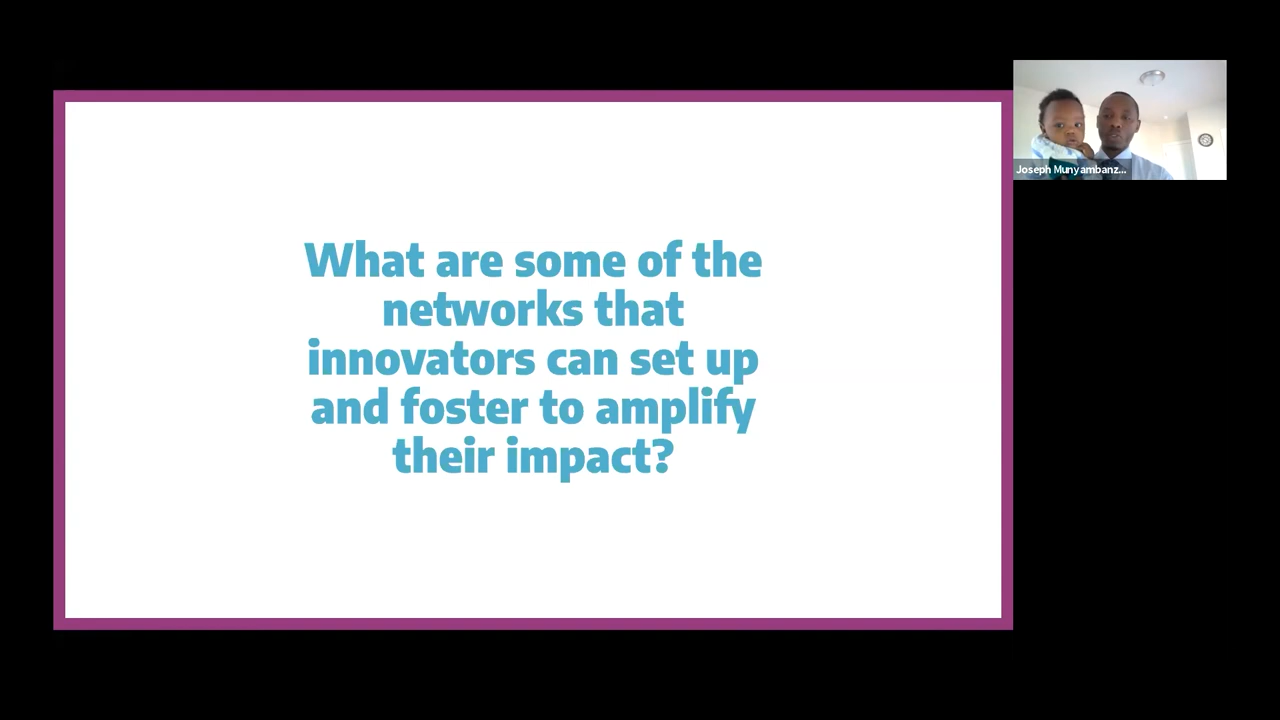 What are some of the
networks that
innovators can set up
and foster to amplify
their impact?
Joseph Munyambanz...